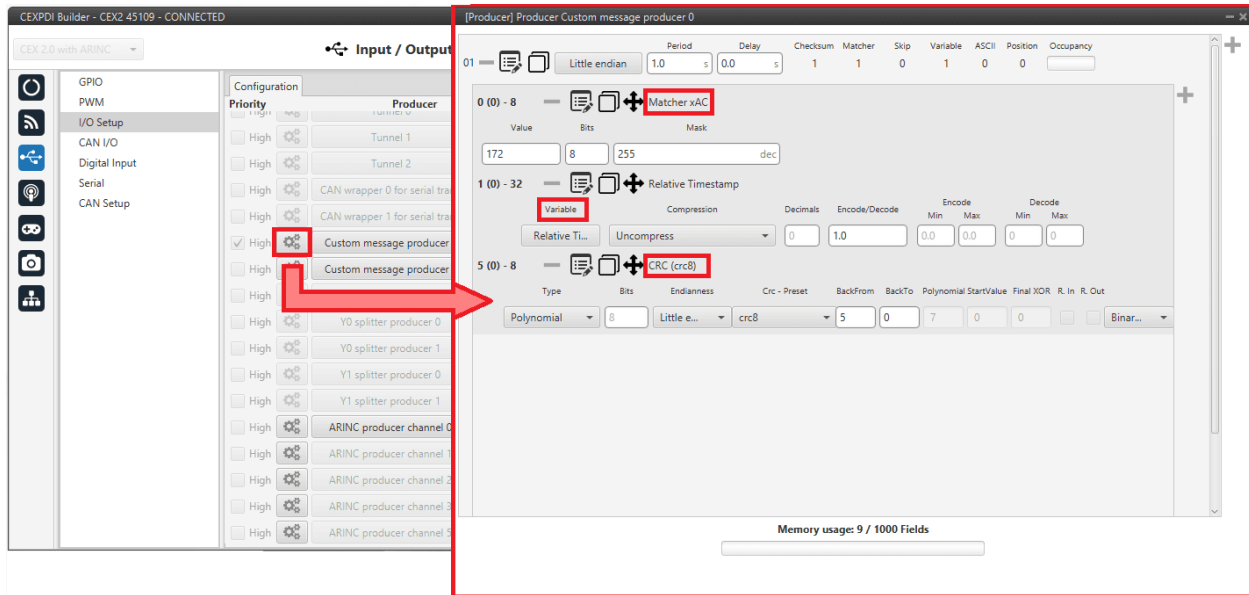 CEXPDI Builder - CEX2 45109 - CONNECTED
CEX 2.0 with ARINC
Input / Output
GPIO
PWM
I/O Setup
CAN I/O
Digital Input
Serial
CAN Setup
Configuration
Priority Producer
High Tunnel 0
High Tunnel 1
High Tunnel 2
High CAN wrapper 0 for serial tra
High CAN wrapper 1 for serial tra
High Custom message producer
High Custom message producer
High
High Y0 splitter producer 0
High Y0 splitter producer 1
High Y1 splitter producer 0
High Y1 splitter producer 1
High ARINC producer channel 0
High ARINC producer channel 1
High ARINC producer channel 2
High ARINC producer channel 3
High ARINC producer channel 5
[Producer] Producer Custom message producer 0
Period Delay Checksum Matcher Skip Variable ASCII Position Occupancy
01 Little endian 1.0 s 0.0 s 1 1 0 1 0 0
0 (0) - 8 Matcher xAC
Value Bits Mask
172 8 255 dec
1 (0) - 32 Relative Timestamp
Variable Compression Decimals Encode/Decode Encode Decode
Min Max Min Max
Relative Ti... Uncompress 0 1.0 0.0 0.0 0 0
5 (0) - 8 CRC (crc8)
Type Bits Endianness Crc - Preset BackFrom BackTo Polynomial StartValue Final XOR R. In R. Out
Polynomial 8 Little e... crc8 5 0 7 0 0 Binar...
Memory usage: 9 / 1000 Fields